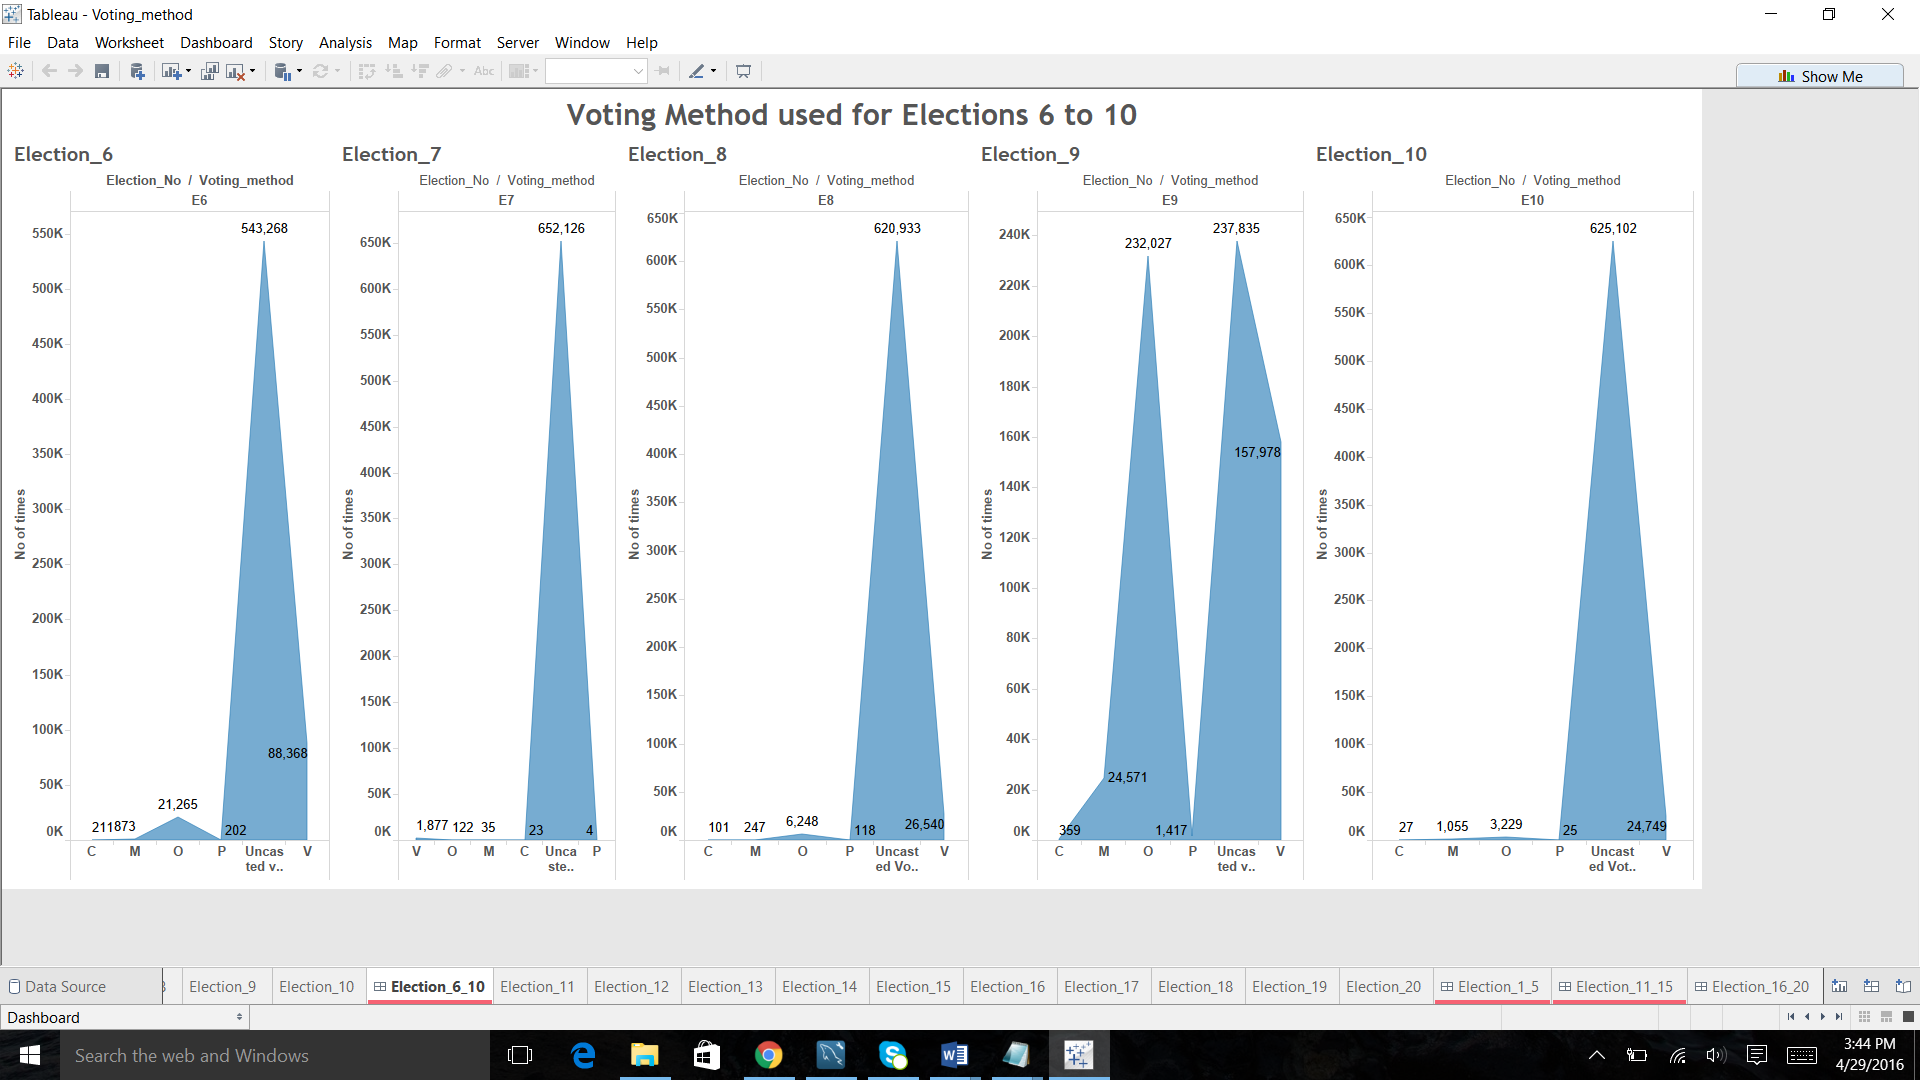 Tableau - Voting_method
File Data Worksheet Dashboard Story Analysis Map Format Server Window Help
Abc
Show Me
Voting Method used for Elections 6 to 10
Election_6
Election_No / Voting_method
E6
550K
500K
450K
400K
350K
300K
250K
200K
150K
100K
50K
0K
No of times
543,268
88,368
21,265
211 873
202
C M O P Uncas ted v.. V
Election_7
Election_No / Voting_method
E7
650K
600K
550K
500K
450K
400K
350K
300K
250K
200K
150K
100K
50K
0K
No of times
652,126
1,877 122 35 23 4
V O M C Unca ste.. P
Election_8
Election_No / Voting_method
E8
650K
600K
550K
500K
450K
400K
350K
300K
250K
200K
150K
100K
50K
0K
No of times
620,933
101 247 6,248 118 26,540
C M O P Uncast ed Vo.. V
Election_9
Election_No / Voting_method
E9
240K
220K
200K
180K
160K
140K
120K
100K
80K
60K
40K
20K
0K
No of times
232,027
237,835
157,978
24,571
359
1,417
C M O P Uncas ted v.. V
Election_10
Election_No / Voting_method
E10
650K
600K
550K
500K
450K
400K
350K
300K
250K
200K
150K
100K
50K
0K
No of times
625,102
27 1,055 3,229 25 24,749
C M O P Uncast ed Vot.. V
Data Source
Election_9 Election_10 Election_6_10 Election_11 Election_12 Election_13 Election_14 Election_15 Election_16 Election_17 Election_18 Election_19 Election_20 Election_1_5 Election_11_15 Election_16_20
Dashboard
Search the web and Windows
3:44 PM
4/29/2016